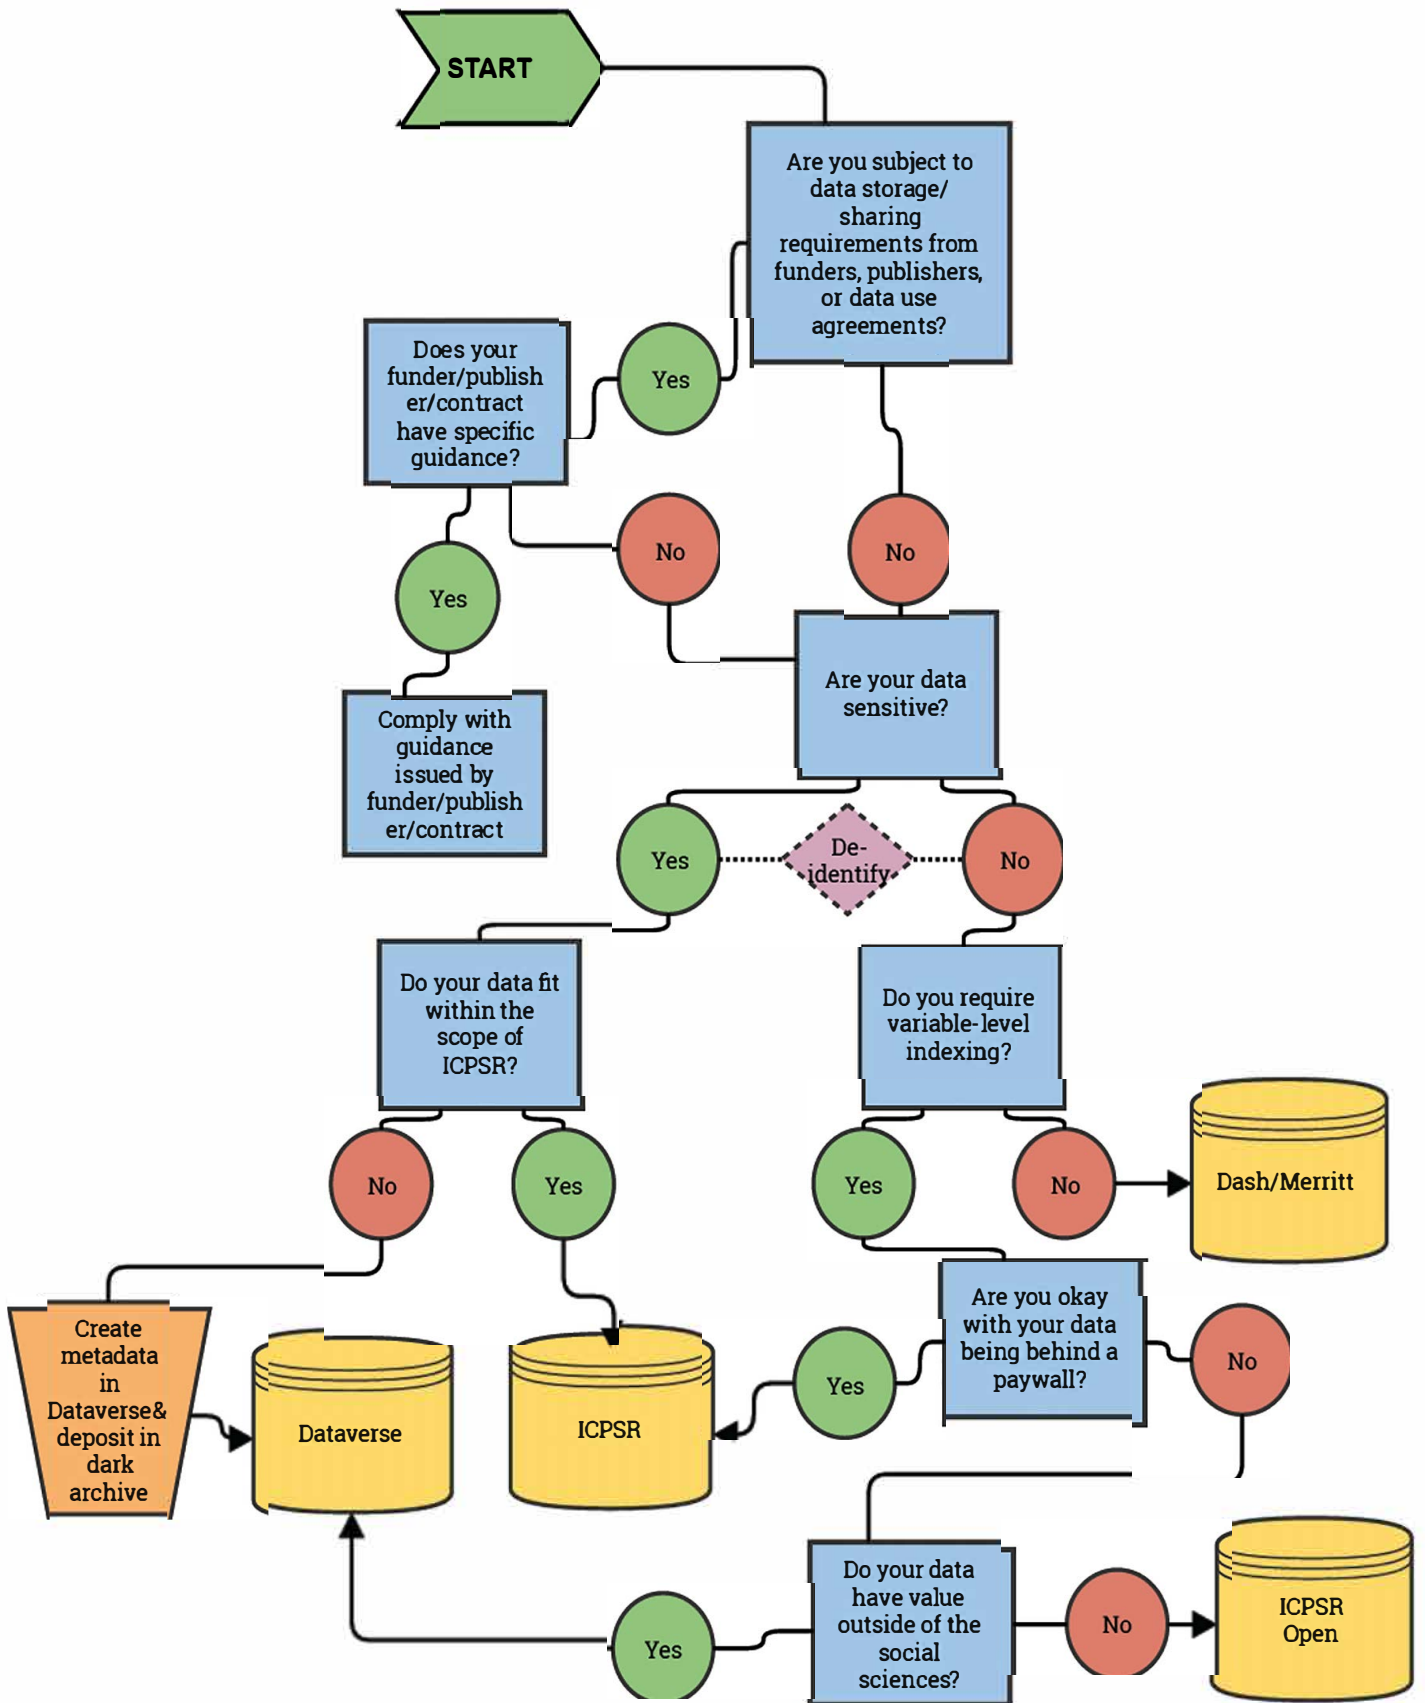 START
Are you subject to
data storage/
sharing
requirements from
funders, publishers,
or data use
agreements?
Does your
funder/publish
er/contract
have specific
guidance?
Yes
No
No
Yes
Are your data
sensitive?
Comply with
guidance
issued by
funder/publish
er/contract
Yes
De-
identify
No
Do your data fit
within the
scope of
ICPSR?
Do you require
variable-level
indexing?
No
Yes
Yes
No
Dash/Merritt
Create
metadata
in
Dataverse&
deposit in
dark
archive
Dataverse
ICPSR
Yes
Are you okay
with your data
being behind a
paywall?
No
Yes
Do your data
have value
outside of the
social
sciences?
No
ICPSR
Open